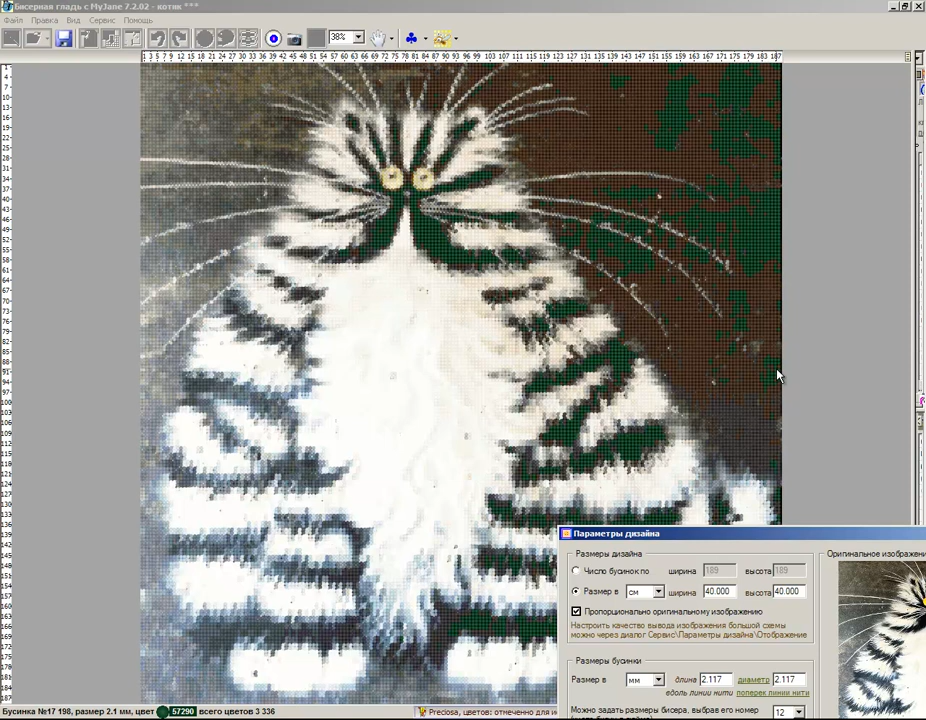 Бисерная гладь с MyJane 7.2.02 - котик ***
Файл Правка Вид Сервис Помощь
38%
Параметры дизайна
Размеры дизайна
Оригинальное изображени
Число бусинок по ширина 189 высота 189
Размер в см ширина 40.000 высота 40.000
Пропорционально оригинальному изображению
Настроить качество вывода изображения большой схемы
можно через диалог Сервис\Параметры дизайна\Отображение
Размеры бусинки
Размер в мм длина 2.117 диаметр 2.117
вдоль линии нити поперек линии нити
Можно задать размеры бисера, выбрав его номер
12
Бусинка №17 198, размер 2.1 мм, цвет 57290 всего цветов 3 336
Preciosa, цветов: отмечено для и